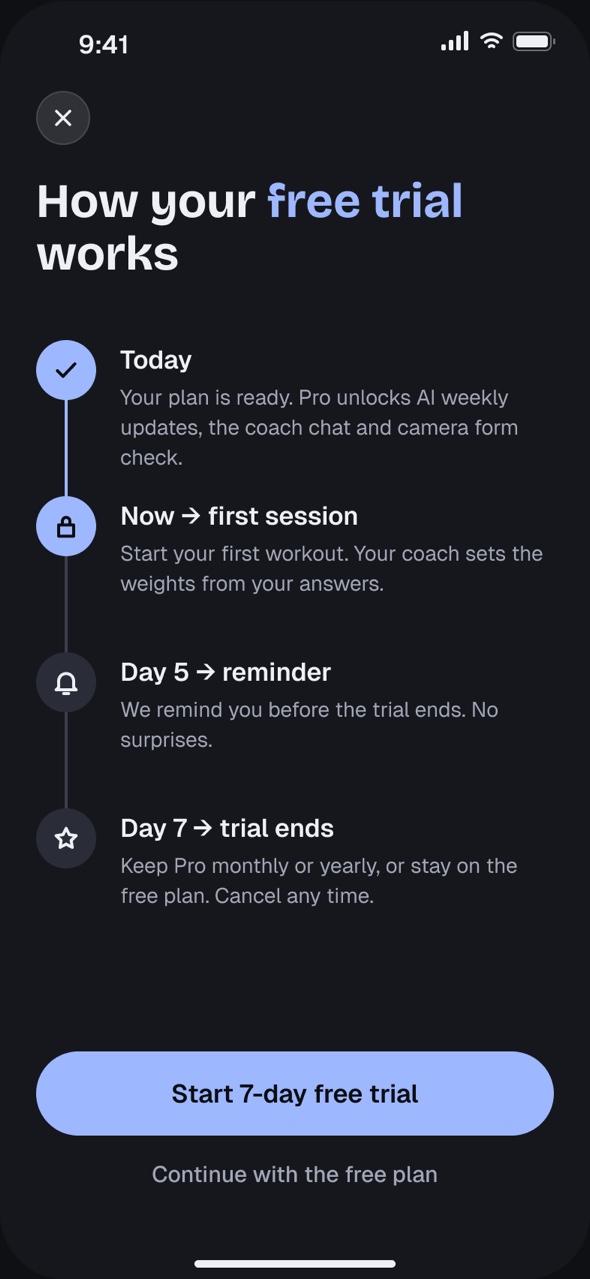 9:41
How your free trial
works
Today
Your plan is ready. Pro unlocks AI weekly
updates, the coach chat and camera form
check.
Now → first session
Start your first workout. Your coach sets the
weights from your answers.
Day 5 → reminder
We remind you before the trial ends. No
surprises.
Day 7 → trial ends
Keep Pro monthly or yearly, or stay on the
free plan. Cancel any time.
Start 7-day free trial
Continue with the free plan